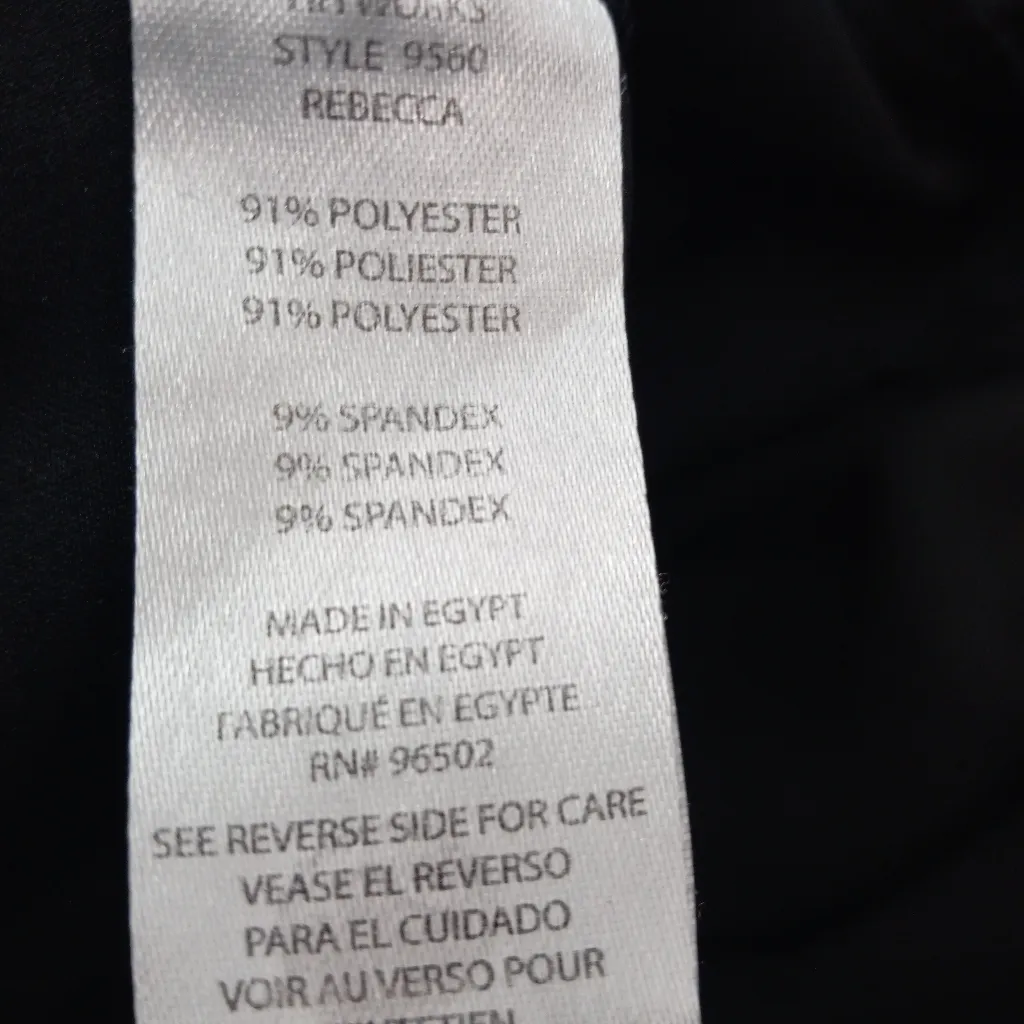 STYLE 9560
REBECCA
91% POLYESTER
91% POLIESTER
91% POLYESTER
9% SPANDEX
9% SPANDEX
9% SPANDEX
MADE IN EGYPT
HECHO EN EGYPT
FABRIQUÉ EN EGYPTE
RN# 96502
SEE REVERSE SIDE FOR CARE
VEASE EL REVERSO
PARA EL CUIDADO
VOIR AU VERSO POUR